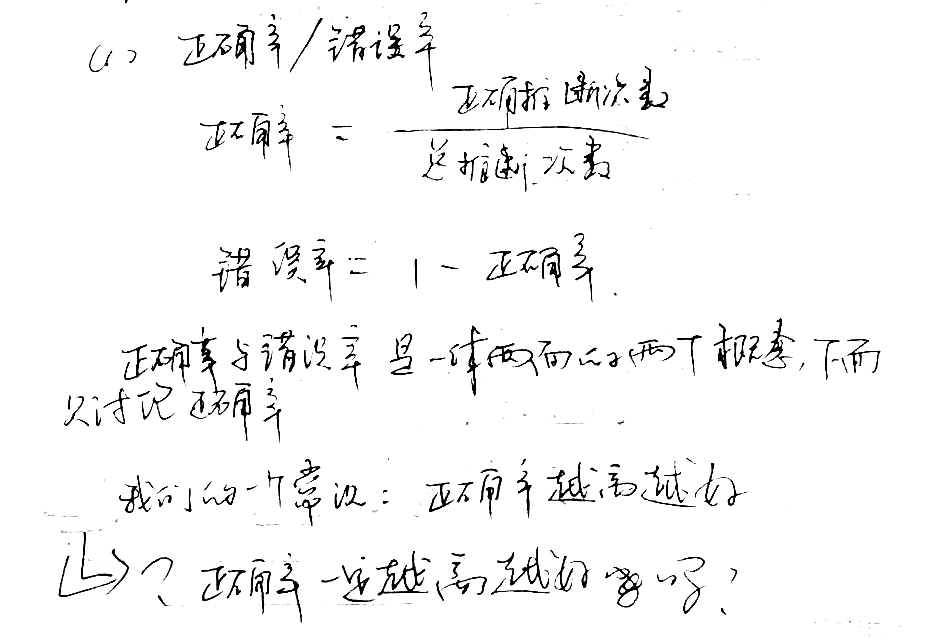 (1) 正确率/错误率
正确率 = 正确推断次数
总推断次数
错误率 = 1 - 正确率.
正确率与错误率是一体两面的两个概念,下面
只讨论正确率
我们的一个常识:正确率越高越好
? 正确率一定越高越好吗?